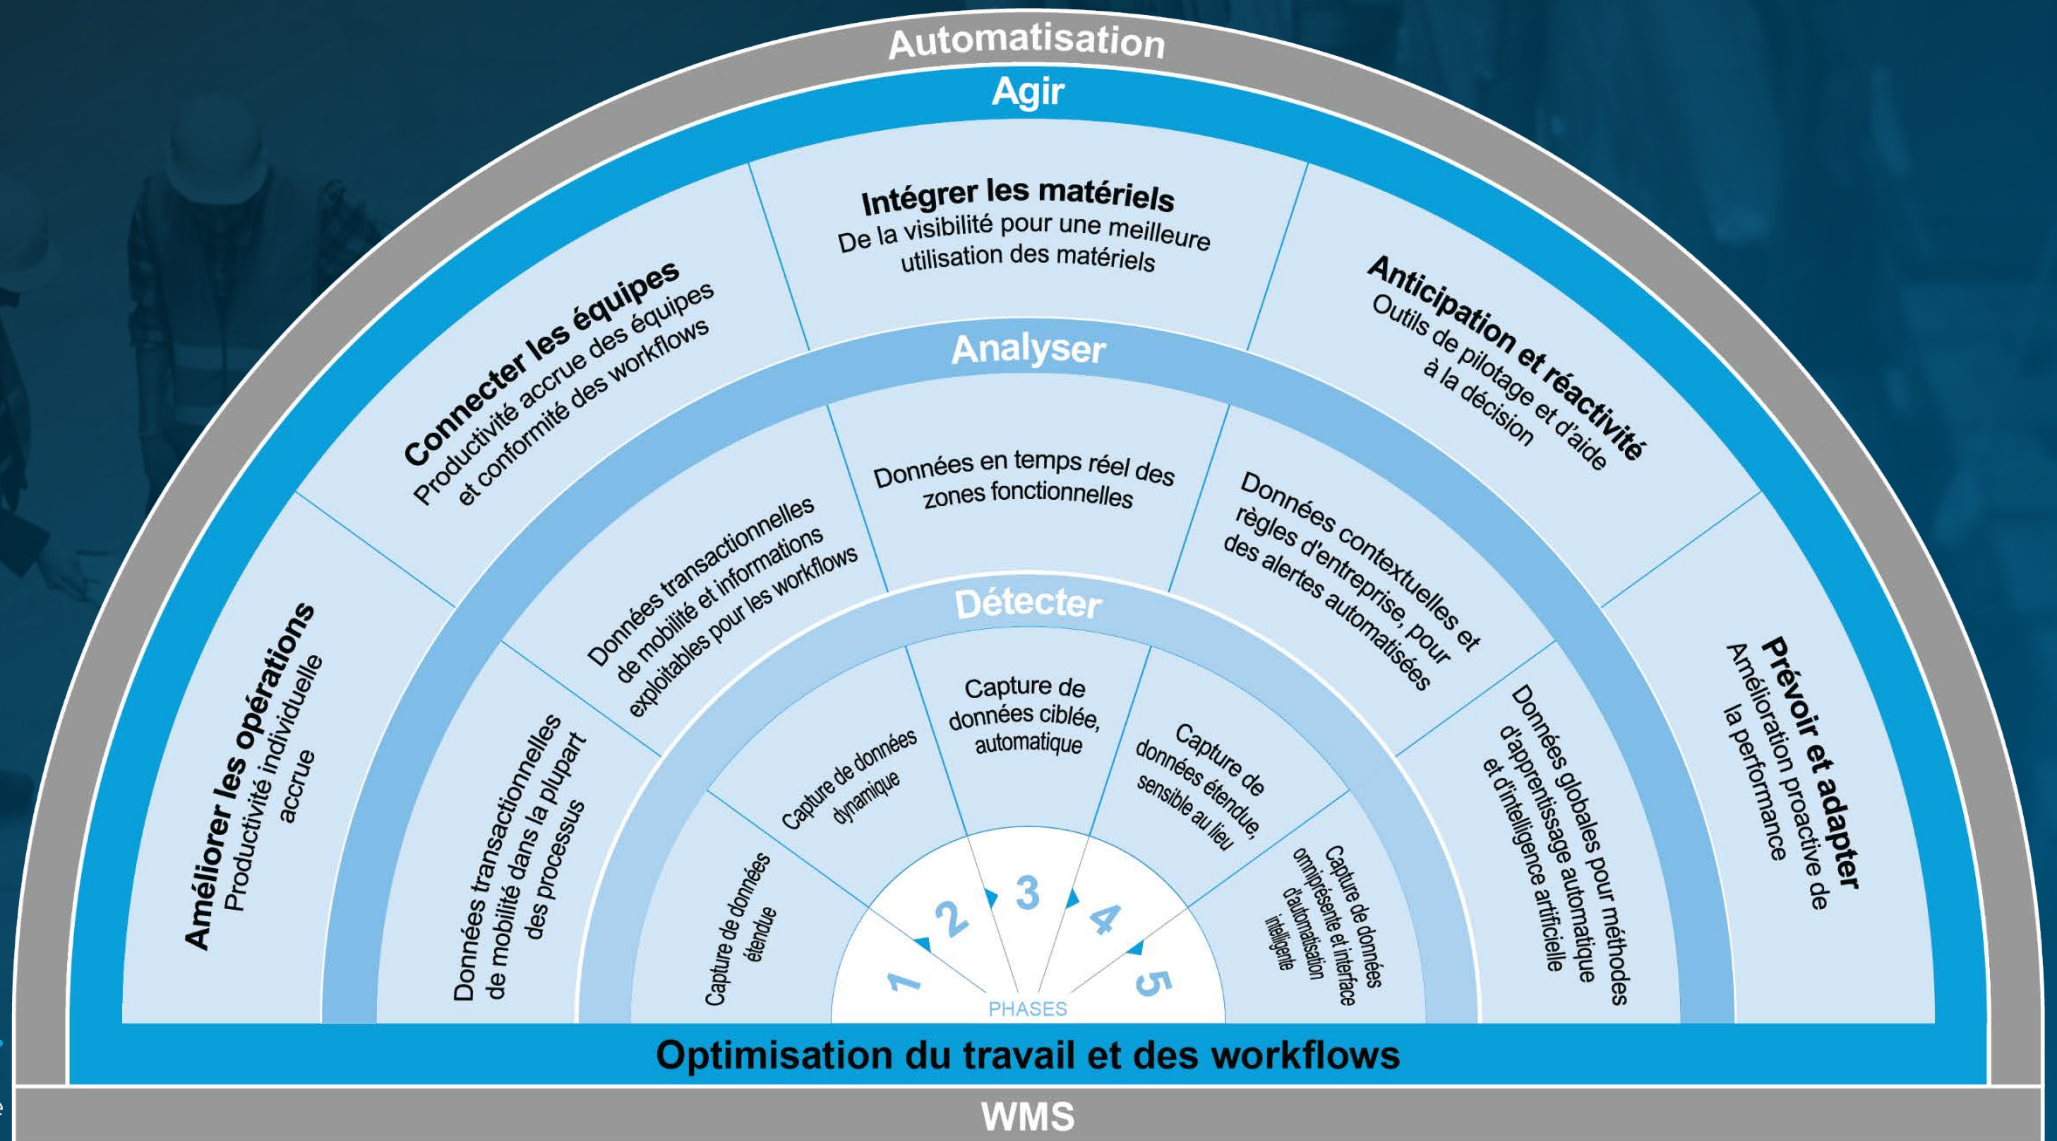 Automatisation
Agir
Améliorer les opérations
Productivité individuelle
accrue
Connecter les équipes
Productivité accrue des équipes
et conformité des workflows
Intégrer les matériels
De la visibilité pour une meilleure
utilisation des matériels
Anticipation et réactivité
Outils de pilotage et d'aide
à la décision
Prévoir et adapter
Amélioration proactive de
la performance
Analyser
Données transactionnelles
de mobilité dans la plupart
des processus
Données transactionnelles
de mobilité et informations
exploitables pour les workflows
Données en temps réel des
zones fonctionnelles
Données contextuelles et
règles d'entreprise, pour
des alertes automatisées
Données globales pour méthodes
d'apprentissage automatique
et d'intelligence artificielle
Détecter
Capture de données
étendue
Capture de données
dynamique
Capture de
données ciblée,
automatique
Capture de
données étendue,
sensible au lieu
Capture de données
omniprésente et interface
d'automatisation
intelligente
1
2
3
4
5
PHASES
Optimisation du travail et des workflows
WMS